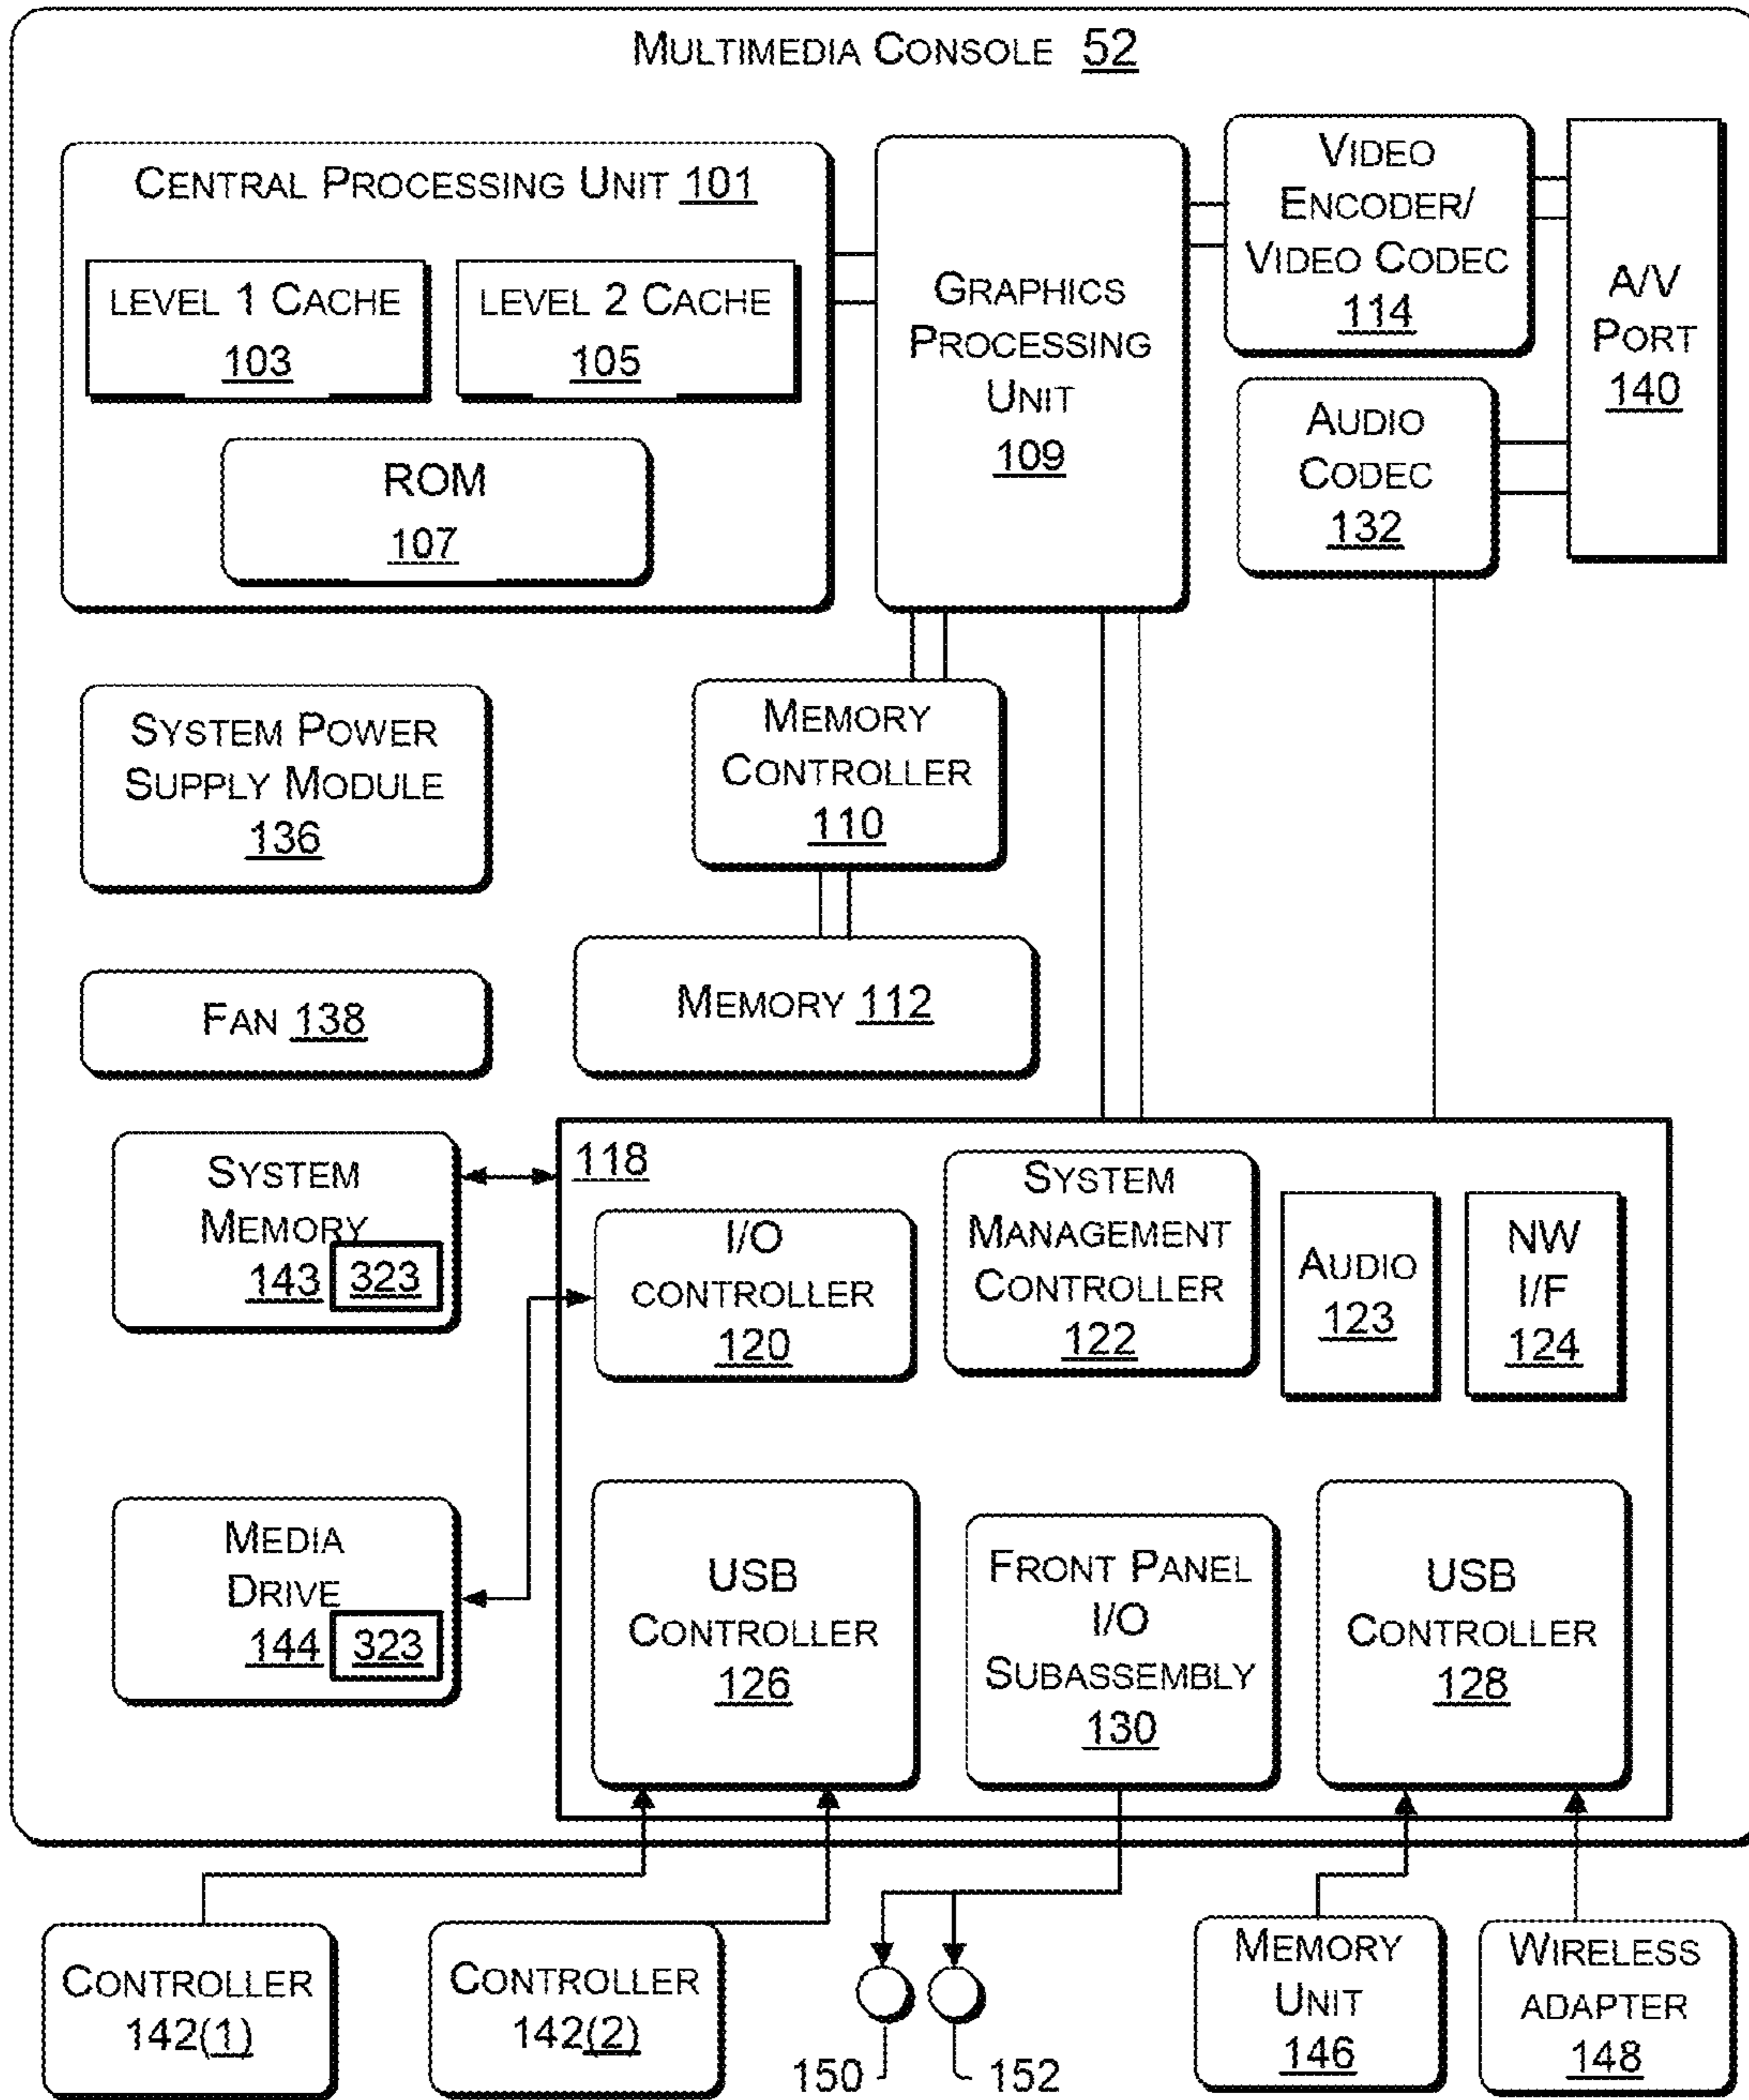 MULTIMEDIA CONSOLE 52
CENTRAL PROCESSING UNIT 101
LEVEL 1 CACHE
103
LEVEL 2 CACHE
105
ROM
107
GRAPHICS
PROCESSING
UNIT
109
VIDEO
ENCODER/
VIDEO CODEC
114
A/V
PORT
140
AUDIO
CODEC
132
SYSTEM POWER
SUPPLY MODULE
136
MEMORY
CONTROLLER
110
FAN 138
MEMORY 112
SYSTEM
MEMORY
143 323
118
I/O
CONTROLLER
120
SYSTEM
MANAGEMENT
CONTROLLER
122
AUDIO
123
NW
I/F
124
MEDIA
DRIVE
144 323
USB
CONTROLLER
126
FRONT PANEL
I/O
SUBASSEMBLY
130
USB
CONTROLLER
128
CONTROLLER
142(1)
CONTROLLER
142(2)
150
152
MEMORY
UNIT
146
WIRELESS
ADAPTER
148